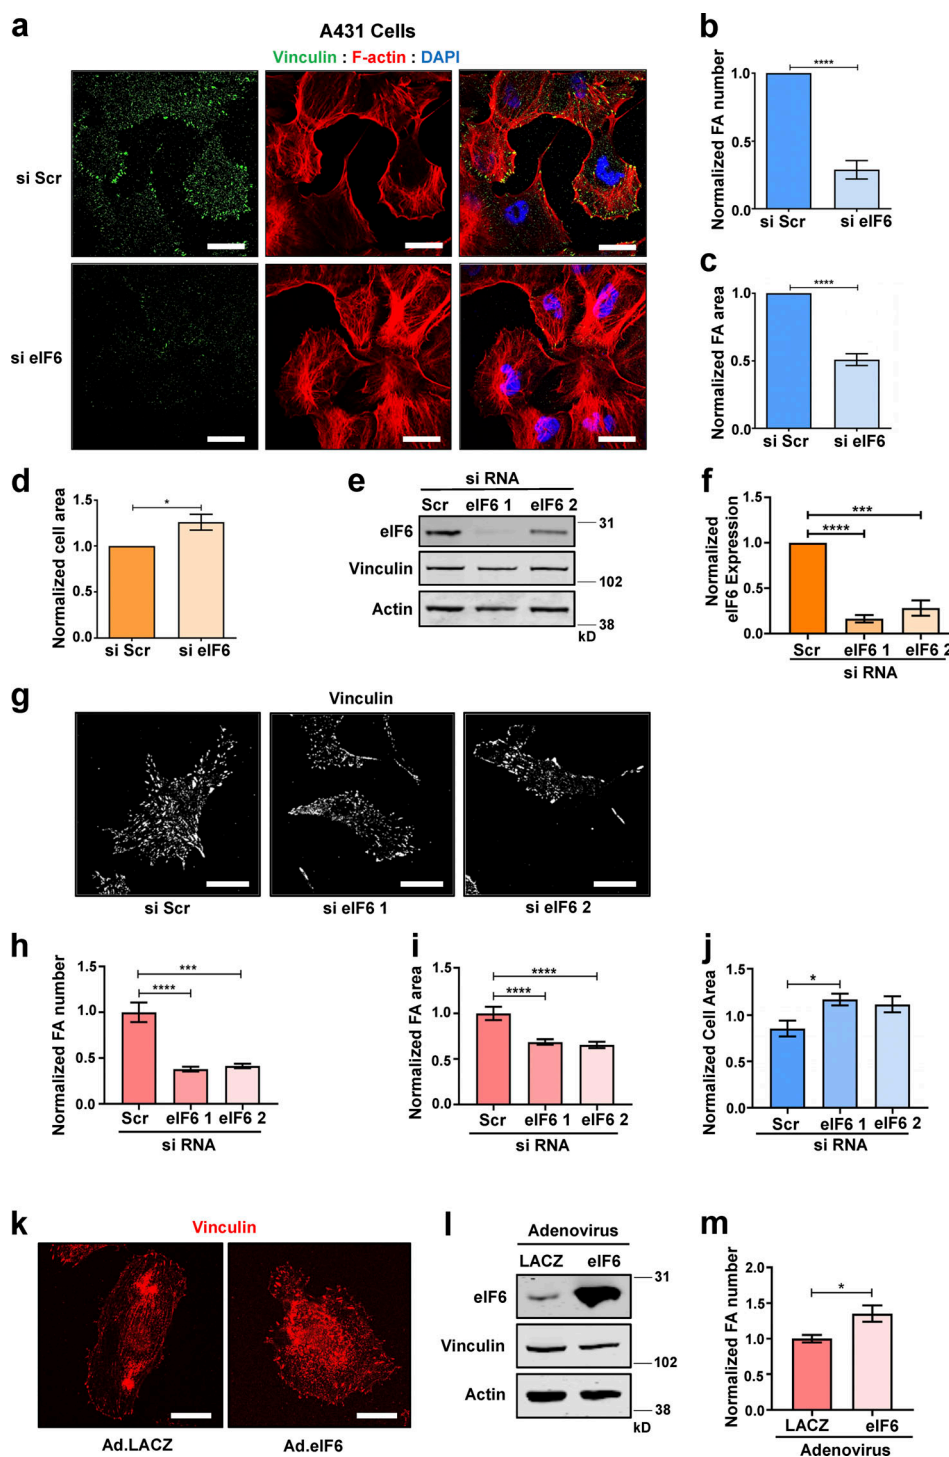 a
A431 Cells
Vinculin : F-actin : DAPI
si Scr
si eIF6
b
Normalized FA number
1.0
0.5
0.0
****
si Scr
si eIF6
c
Normalized FA area
1.0
0.5
0.0
****
si Scr
si eIF6
d
Normalized cell area
1.5
1.0
0.5
0.0
*
si Scr
si eIF6
e
si RNA
Scr eIF6 1 eIF6 2
eIF6
31
Vinculin
102
Actin
38
kD
f
Normalized
eIF6 Expression
1.5
1.0
0.5
0.0
***
****
Scr eIF6 1 eIF6 2
si RNA
g
Vinculin
si Scr
si eIF6 1
si eIF6 2
h
Normalized FA number
1.5
1.0
0.5
0.0
***
****
Scr eIF6 1 eIF6 2
si RNA
i
Normalized FA area
1.5
1.0
0.5
0.0
****
****
Scr eIF6 1 eIF6 2
si RNA
j
Normalized Cell Area
1.5
1.0
0.5
0.0
*
Scr eIF6 1 eIF6 2
si RNA
k
Vinculin
Ad.LACZ
Ad.eIF6
l
Adenovirus
LACZ eIF6
eIF6
31
Vinculin
102
Actin
38
kD
m
Normalized FA number
2.0
1.5
1.0
0.5
0.0
*
LACZ eIF6
Adenovirus